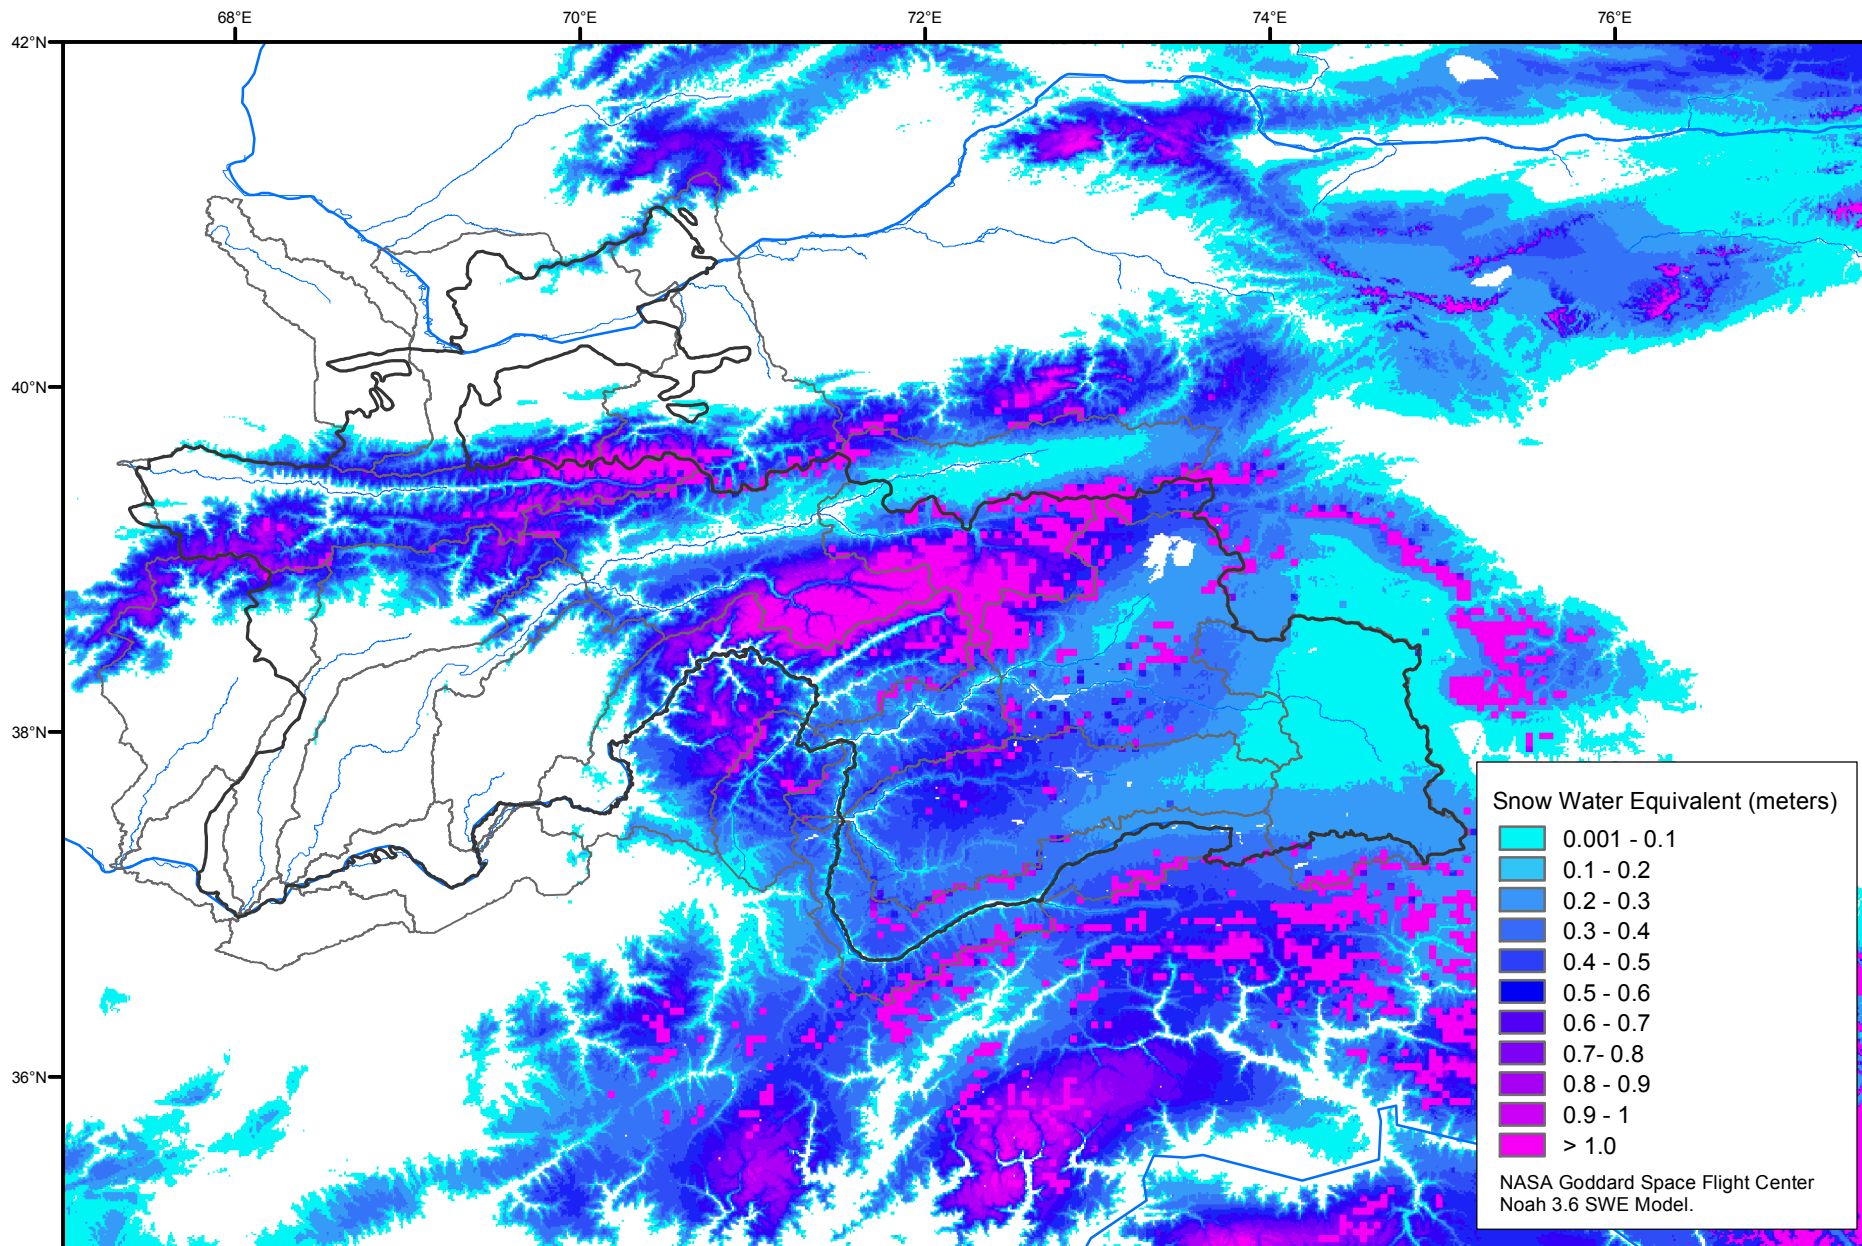 68°E 70°E 72°E 74°E 76°E
42°N
40°N
38°N
36°N
Snow Water Equivalent (meters)
0.001 - 0.1
0.1 - 0.2
0.2 - 0.3
0.3 - 0.4
0.4 - 0.5
0.5 - 0.6
0.6 - 0.7
0.7- 0.8
0.8 - 0.9
0.9 - 1
> 1.0
NASA Goddard Space Flight Center
Noah 3.6 SWE Model.